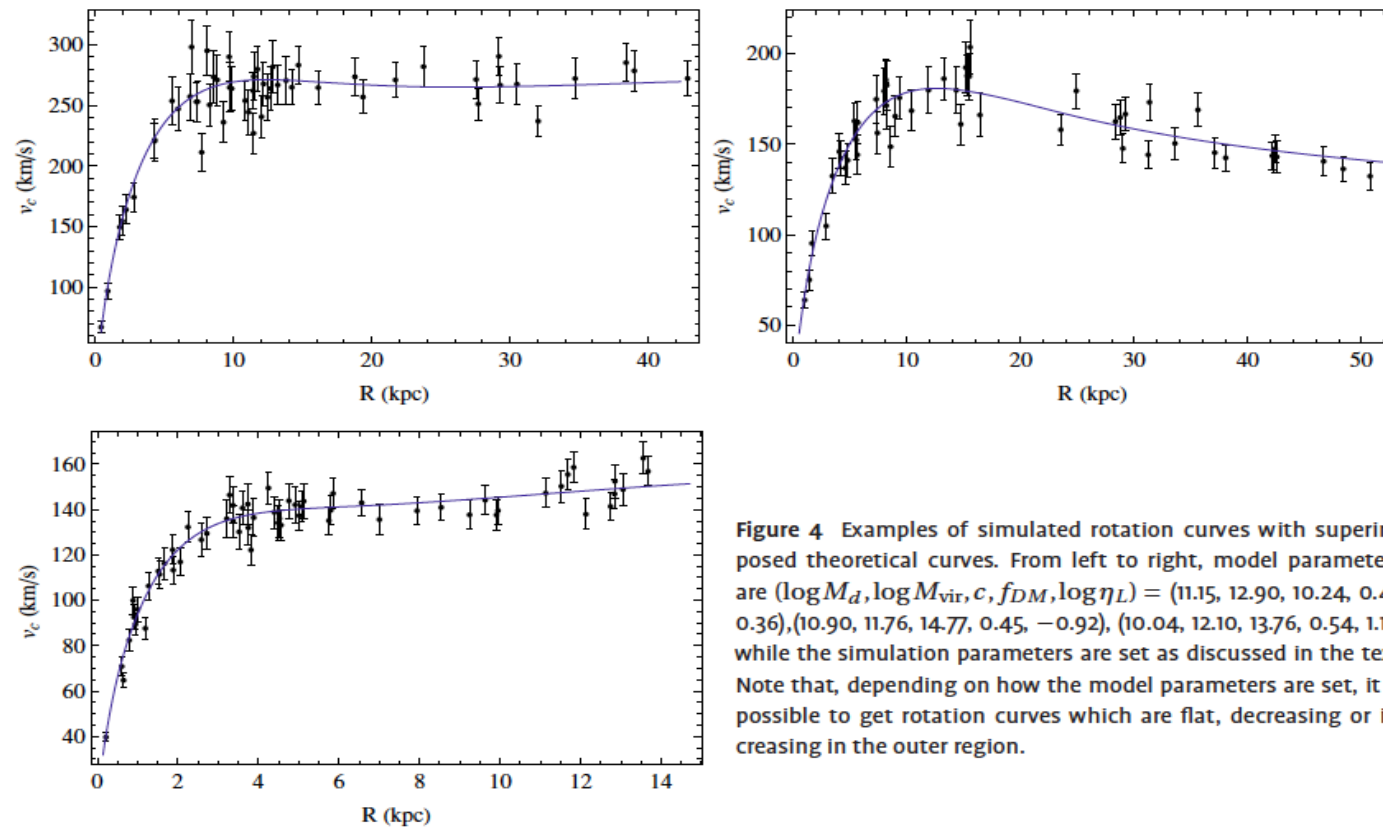 300
250
200
150
100
v_c (km/s)
0 10 20 30 40
R (kpc)
200
150
100
50
v_c (km/s)
0 10 20 30 40 50
R (kpc)
160
140
120
100
80
60
40
v_c (km/s)
0 2 4 6 8 10 12 14
R (kpc)
Figure 4 Examples of simulated rotation curves with superim
posed theoretical curves. From left to right, model paramete
are (log M_d, log M_vir, c, f_DM, log η_L) = (11.15, 12.90, 10.24, 0.4
0.36),(10.90, 11.76, 14.77, 0.45, −0.92), (10.04, 12.10, 13.76, 0.54, 1.1
while the simulation parameters are set as discussed in the te
Note that, depending on how the model parameters are set, it
possible to get rotation curves which are flat, decreasing or i
creasing in the outer region.